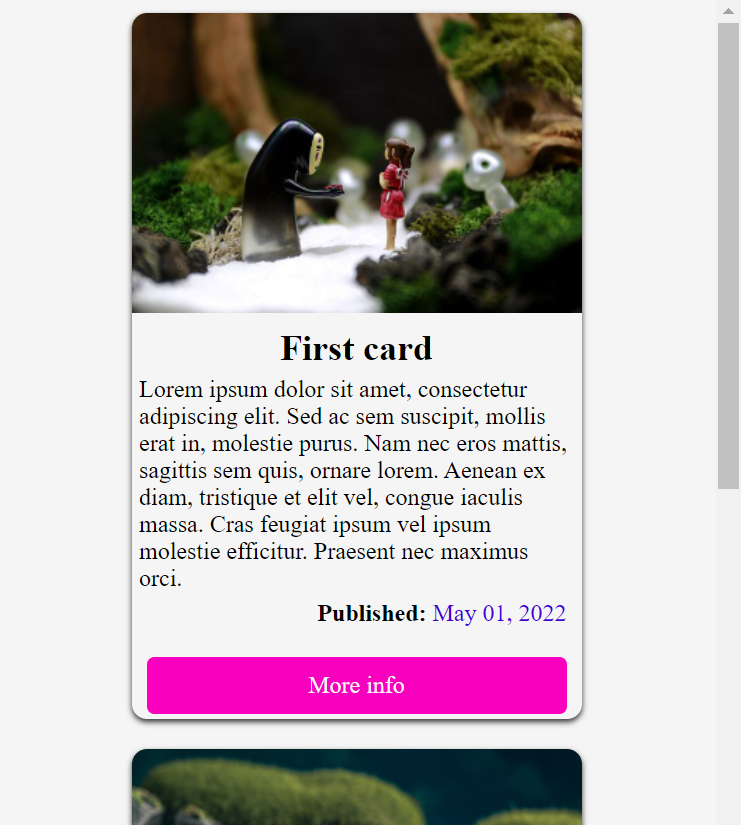 First card
Lorem ipsum dolor sit amet, consectetur
adipiscing elit. Sed ac sem suscipit, mollis
erat in, molestie purus. Nam nec eros mattis,
sagittis sem quis, ornare lorem. Aenean ex
diam, tristique et elit vel, congue iaculis
massa. Cras feugiat ipsum vel ipsum
molestie efficitur. Praesent nec maximus
orci.
Published: May 01, 2022
More info